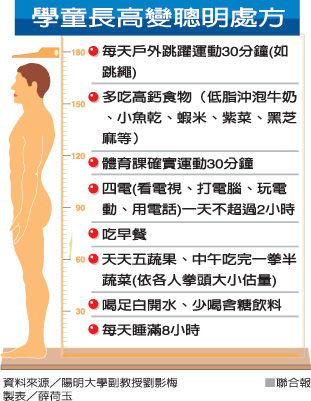 學童長高變聰明處方
180
150
120
90
60
30
每天戶外跳躍運動30分鐘(如
跳繩)
多吃高鈣食物（低脂沖泡牛奶
、小魚乾、蝦米、紫菜、黑芝
麻等）
體育課確實運動30分鐘
四電(看電視、打電腦、玩電
動、用電話)一天不超過2小時
吃早餐
天天五蔬果、中午吃完一拳半
蔬菜(依各人拳頭大小估量)
喝足白開水、少喝含糖飲料
每天睡滿8小時
資料來源／陽明大學副教授劉影梅
製表／薛荷玉
■聯合報